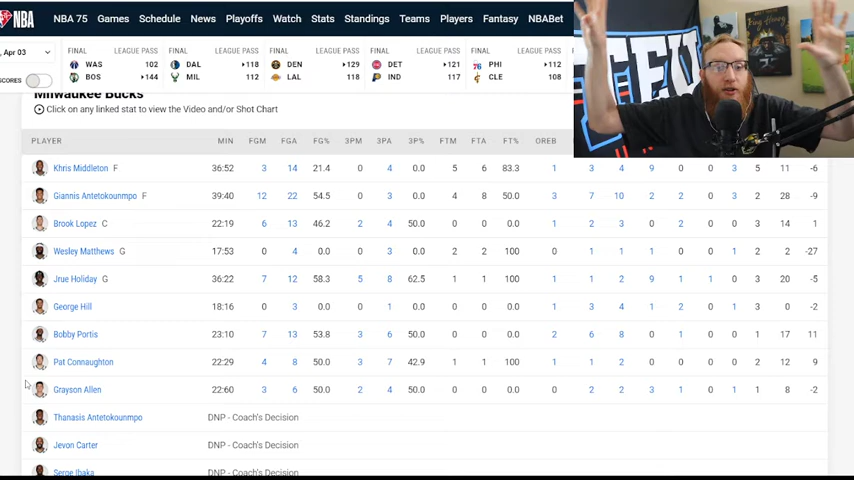 NBA NBA 75 Games Schedule News Playoffs Watch Stats Standings Teams Players Fantasy NBABet
, Apr 03
SCORES
FINAL LEAGUE PASS FINAL LEAGUE PASS FINAL LEAGUE PASS FINAL LEAGUE PASS FINAL LEAGUE PASS
WAS 102 DAL 118 DEN 129 DET 121 PHI 112
BOS 144 MIL 112 LAL 118 IND 117 CLE 108
Milwaukee Bucks
Click on any linked stat to view the Video and/or Shot Chart
PLAYER MIN FGM FGA FG% 3PM 3PA 3P% FTM FTA FT% OREB
Khris Middleton F 36:52 3 14 21.4 0 4 0.0 5 6 83.3 1 3 4 9 0 0 3 5 11 -6
Giannis Antetokounmpo F 39:40 12 22 54.5 0 3 0.0 4 8 50.0 3 7 10 2 2 0 3 2 28 -9
Brook Lopez C 22:19 6 13 46.2 2 4 50.0 0 0 0.0 1 2 3 0 2 0 0 3 14 1
Wesley Matthews G 17:53 0 4 0.0 0 3 0.0 2 2 100 0 1 1 1 0 0 1 2 2 -27
Jrue Holiday G 36:22 7 12 58.3 5 8 62.5 1 1 100 1 1 2 9 1 1 0 3 20 -5
George Hill 18:16 0 3 0.0 0 1 0.0 0 0 0.0 1 3 4 1 2 0 1 3 0 -2
Bobby Portis 23:10 7 13 53.8 3 6 50.0 0 0 0.0 2 6 8 0 1 0 0 1 17 11
Pat Connaughton 22:29 4 8 50.0 3 7 42.9 1 1 100 1 1 2 0 0 0 0 2 12 9
Grayson Allen 22:60 3 6 50.0 2 4 50.0 0 0 0.0 0 2 2 3 1 0 1 1 8 -2
Thanasis Antetokounmpo DNP - Coach's Decision
Jevon Carter DNP - Coach's Decision
Serge Ibaka DNP - Coach's Decision